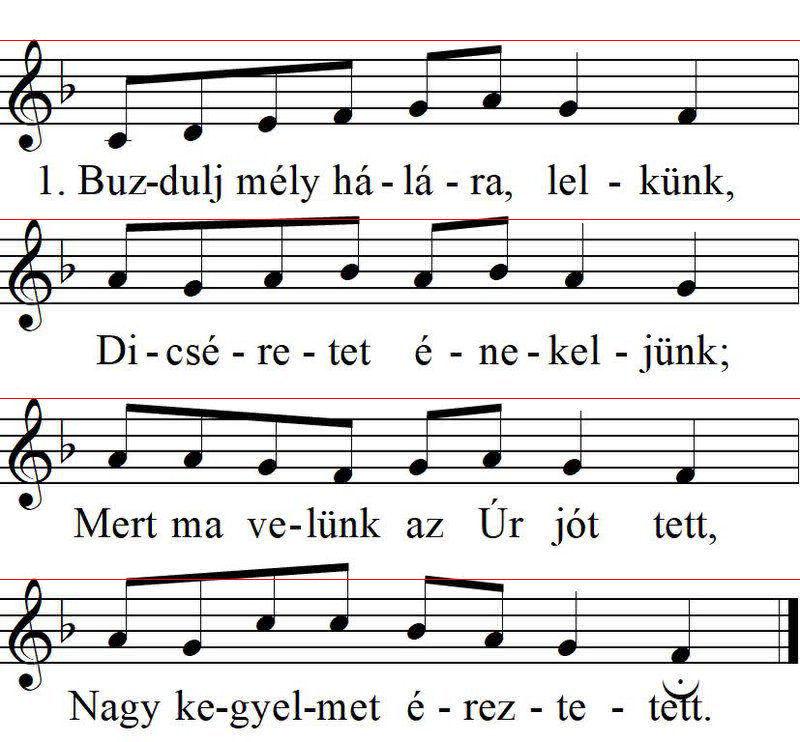 1. Buz-dulj mély há - lá - ra, lel - künk,
Di - csé - re - tet é - ne - kel - jünk;
Mert ma ve-lünk az Úr jót tett,
Nagy ke-gyel-met é - rez - te - tett.